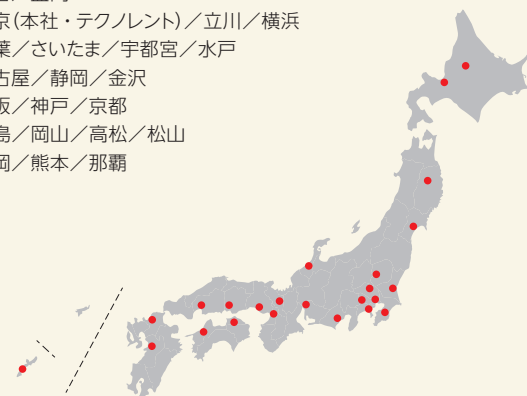 京(本社・テクノレント)／立川／横浜
葉／さいたま／宇都宮／水戸
古屋／静岡／金沢
阪／神戸／京都
島／岡山／高松／松山
岡／熊本／那覇